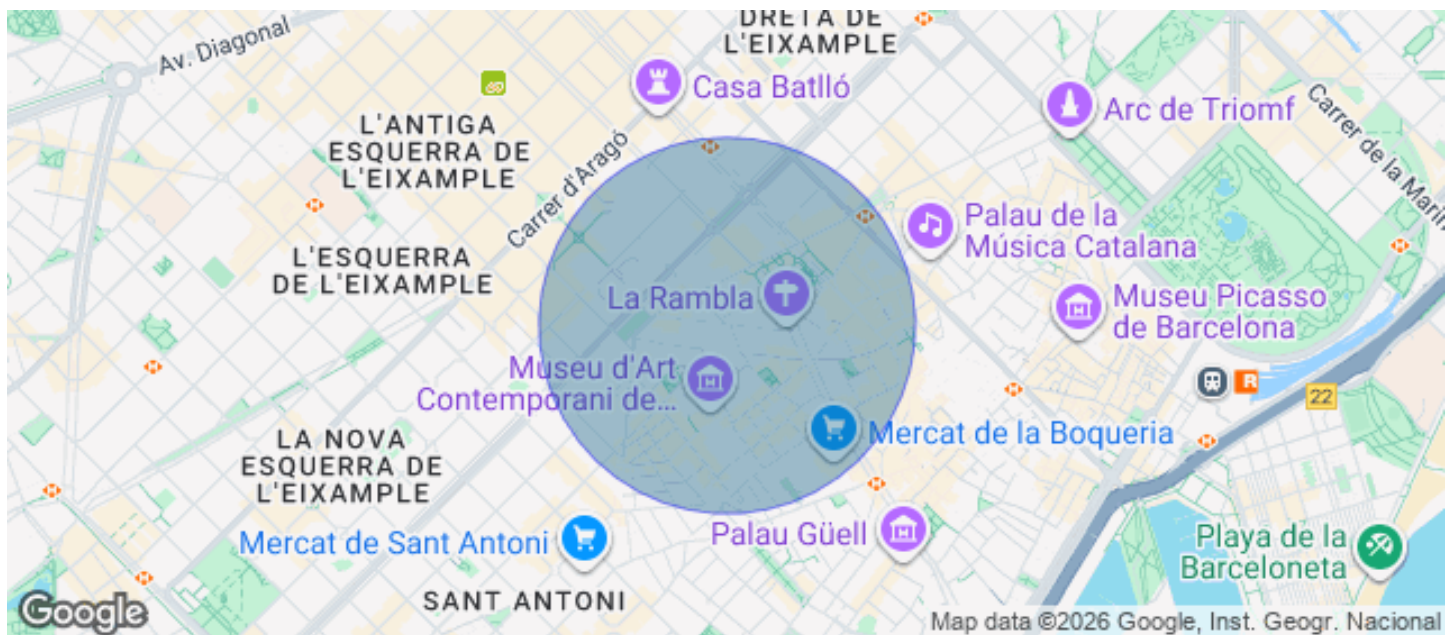 DRETA DE
L'EIXAMPLE
Av. Diagonal
Casa Batlló
Arc de Triomf
L'ANTIGA
ESQUERRA DE
L'EIXAMPLE
Carrer d'Aragó
Carrer de la Marin
Palau de la
Música Catalana
L'ESQUERRA
DE L'EIXAMPLE
La Rambla
Museu Picasso
de Barcelona
Museu d'Art
Contemporani de...
R
22
Mercat de la Boqueria
LA NOVA
ESQUERRA DE
L'EIXAMPLE
Mercat de Sant Antoni
Palau Güell
Playa de la
Barceloneta
SANT ANTONI
Google
Map data ©2026 Google, Inst. Geogr. Nacional